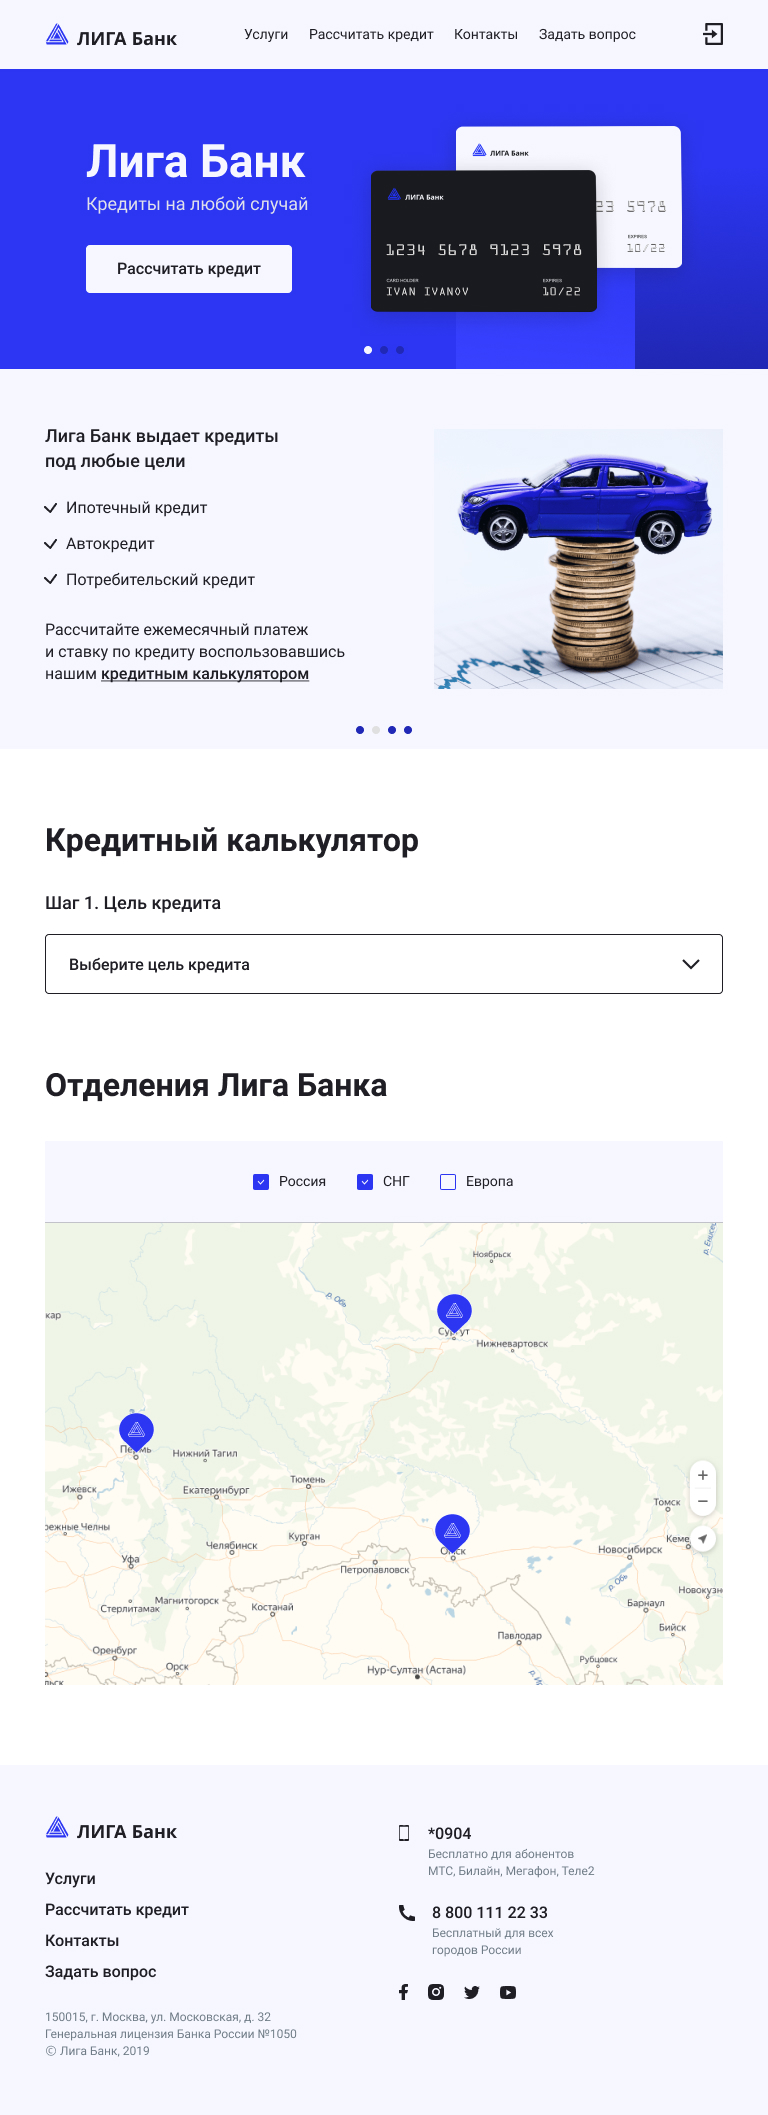 ЛИГА Банк
Услуги
Рассчитать кредит
Контакты
Задать вопрос
Лига Банк
Кредиты на любой случай
Рассчитать кредит
ЛИГА Банк
23 5978
EXPIRES
10/22
ЛИГА Банк
1234 5678 9123 5978
CARD HOLDER
EXPIRES
IVAN IVANOV
10/22
Лига Банк выдает кредиты
под любые цели
Ипотечный кредит
Автокредит
Потребительский кредит
Рассчитайте ежемесячный платеж
и ставку по кредиту воспользовавшись
нашим кредитным калькулятором
Кредитный калькулятор
Шаг 1. Цель кредита
Выберите цель кредита
Отделения Лига Банка
Россия
СНГ
Европа
р. Енисей
Ноябрьск
р. Обь
кар
Сургут
Нижневартовск
Пермь
Нижний Тагил
Тюмень
Ижевск
Екатеринбург
Томск
режные Челны
Курган
Омск
Кеме
Челябинск
Новосибирск
Уфа
Петропавловск
р. Обь
Новокузн
Магнитогорск
Стерлитамак
Костанай
Барнаул
Бийск
Павлодар
Оренбург
Рубцовск
Орск
Нур-Султан (Астана)
льск
ЛИГА Банк
Услуги
Рассчитать кредит
Контакты
Задать вопрос
150015, г. Москва, ул. Московская, д. 32
Генеральная лицензия Банка России №1050
© Лига Банк, 2019
*0904
Бесплатно для абонентов
МТС, Билайн, Мегафон, Теле2
8 800 111 22 33
Бесплатный для всех
городов России